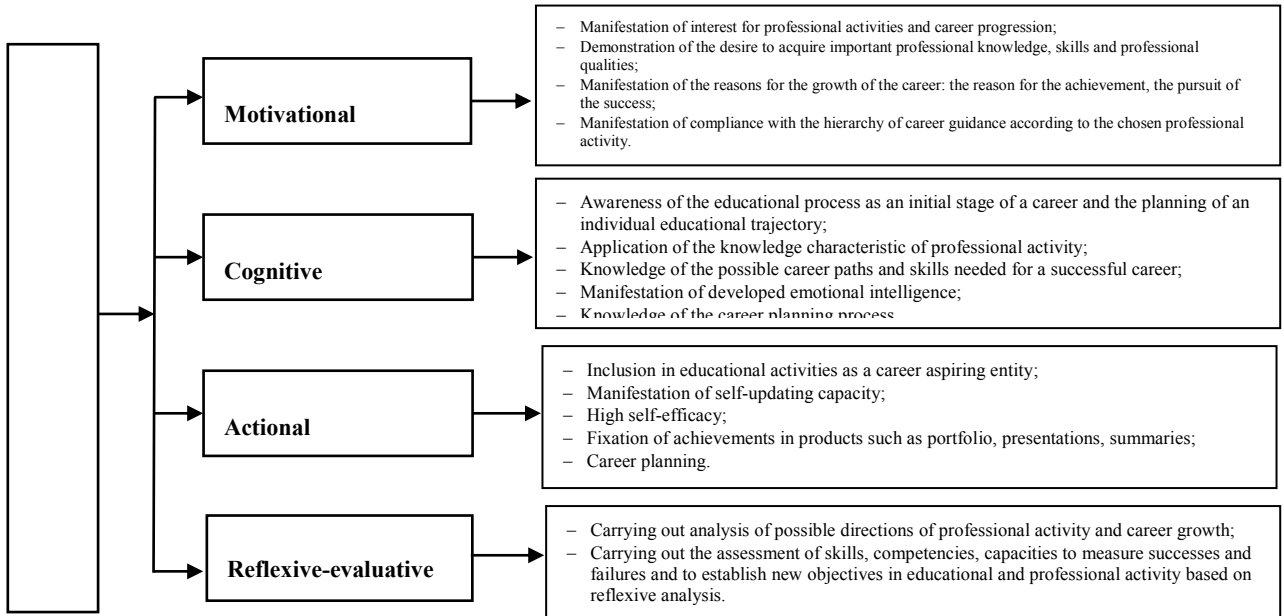 Motivational
– Manifestation of interest for professional activities and career progression;
– Demonstration of the desire to acquire important professional knowledge, skills and professional
qualities;
– Manifestation of the reasons for the growth of the career: the reason for the achievement, the pursuit of
the success;
– Manifestation of compliance with the hierarchy of career guidance according to the chosen professional
activity.
Cognitive
– Awareness of the educational process as an initial stage of a career and the planning of an
individual educational trajectory;
– Application of the knowledge characteristic of professional activity;
– Knowledge of the possible career paths and skills needed for a successful career;
– Manifestation of developed emotional intelligence;
– Knowledge of the career planning process
Actional
– Inclusion in educational activities as a career aspiring entity;
– Manifestation of self-updating capacity;
– High self-efficacy;
– Fixation of achievements in products such as portfolio, presentations, summaries;
– Career planning.
Reflexive-evaluative
– Carrying out analysis of possible directions of professional activity and career growth;
– Carrying out the assessment of skills, competencies, capacities to measure successes and
failures and to establish new objectives in educational and professional activity based on
reflexive analysis.